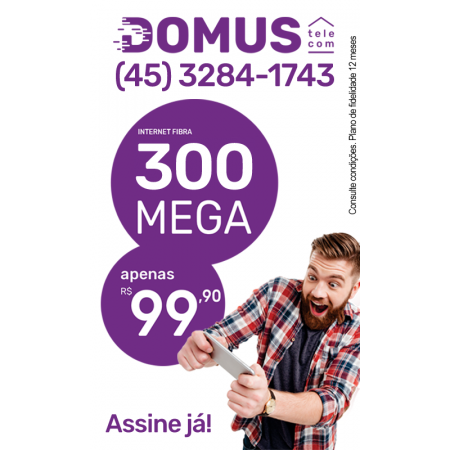 DOMUS
tele
com
(45) 3284-1743
INTERNET FIBRA
300
MEGA
apenas
R$
99,90
Assine já!
Consulte condições. Plano de fidelidade 12 meses